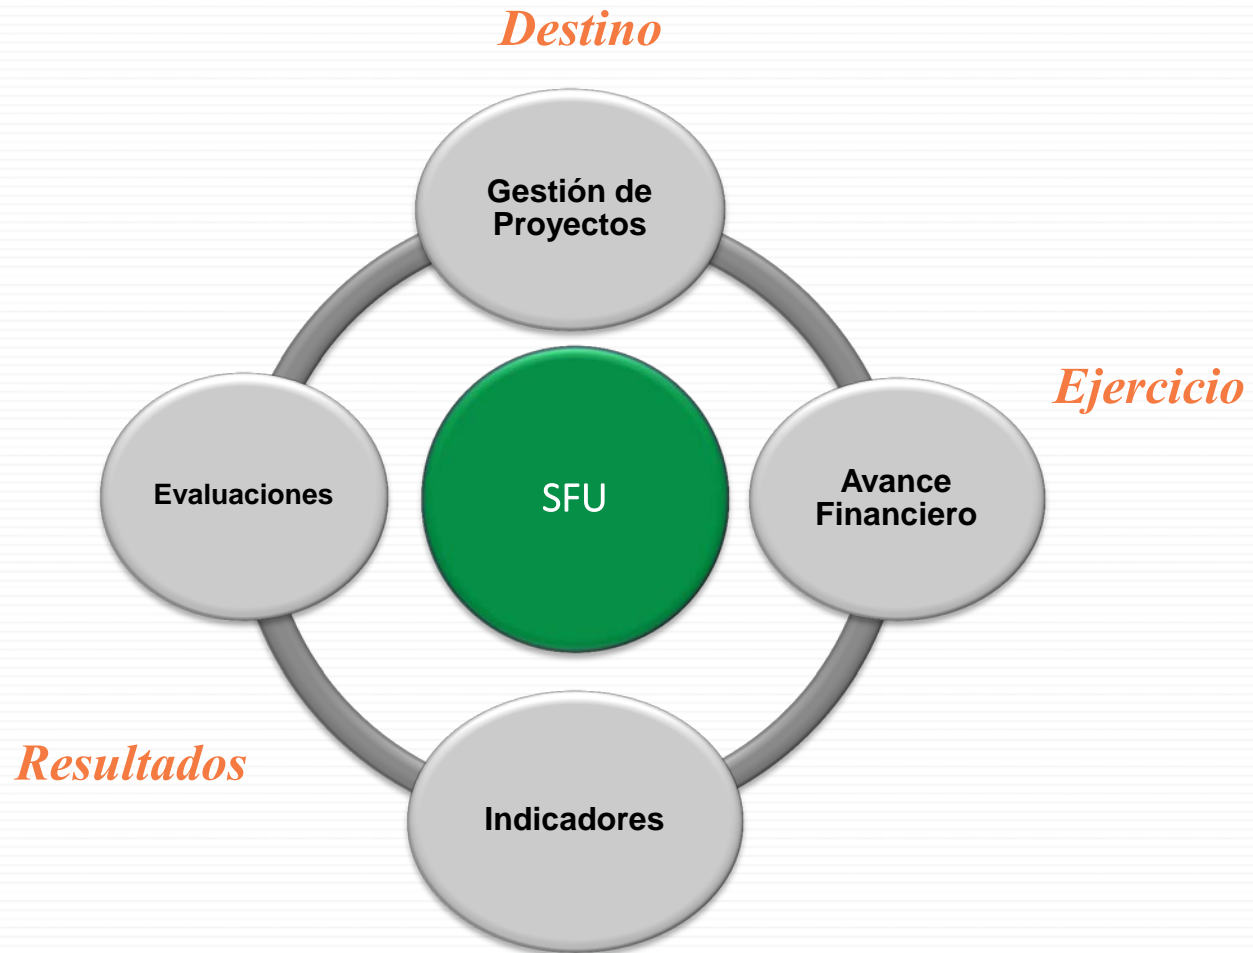 Destino
Gestión de
Proyectos
Ejercicio
Avance
Financiero
SFU
Evaluaciones
Resultados
Indicadores